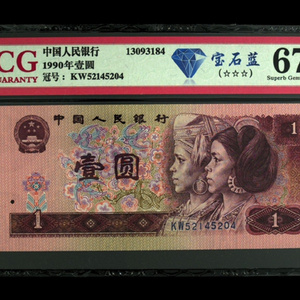 CG
GUARANTY
中国人民银行 13093184
1990年壹圆
冠号：KW52145204
宝石蓝
(☆☆☆)
67
Superb Gem
中国人民银行
壹圆
1
1
KW52145204